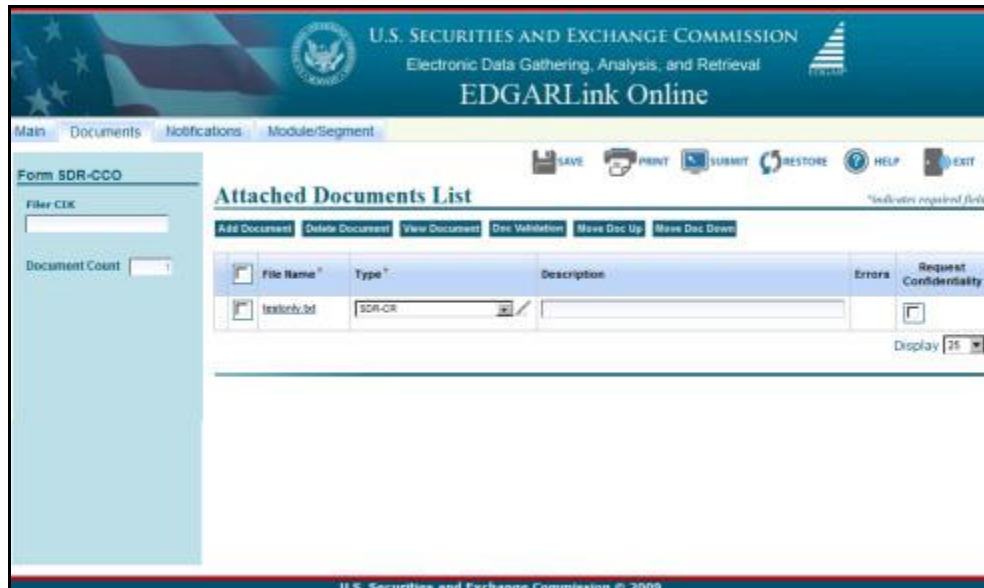 U.S. SECURITIES AND EXCHANGE COMMISSION
Electronic Data Gathering, Analysis, and Retrieval
EDGARLink Online
Main Documents Notifications Module/Segment
SAVE PRINT SUBMIT RESTORE HELP EXIT
Form SDR-CCO
Filer CIK
Document Count 1
Attached Documents List
*indicates required field
Add Document Delete Document View Document Doc Validation Move Doc Up Move Doc Down
File Name * Type * Description Errors Request Confidentiality
testonly.txt SDR-CR
Display 25
U.S. Securities and Exchange Commission © 2009